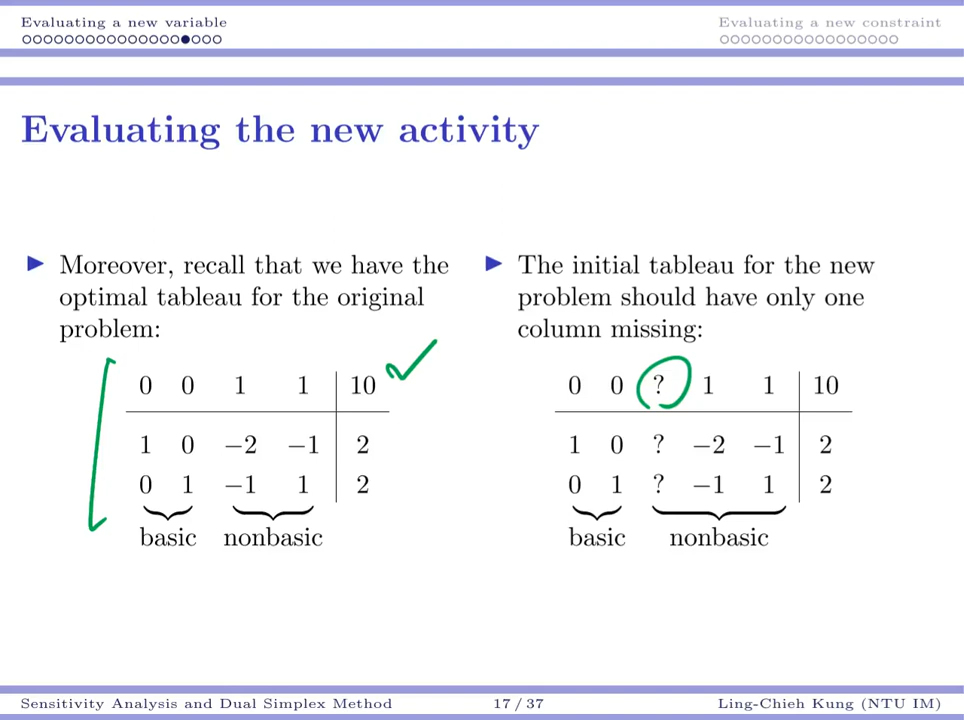 Evaluating a new variable
Evaluating a new constraint
Evaluating the new activity
Moreover, recall that we have the
optimal tableau for the original
problem:
0 0 1 1 10
1 0 −2 −1 2
0 1 −1 1 2
basic nonbasic
The initial tableau for the new
problem should have only one
column missing:
0 0 ? 1 1 10
1 0 ? −2 −1 2
0 1 ? −1 1 2
basic nonbasic
Sensitivity Analysis and Dual Simplex Method
17 / 37
Ling-Chieh Kung (NTU IM)